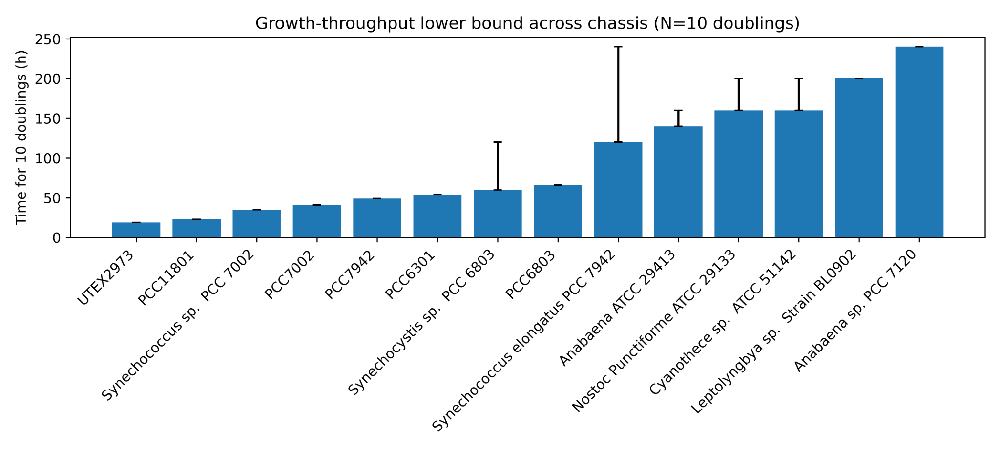 Growth-throughput lower bound across chassis (N=10 doublings)
Time for 10 doublings (h)
250
200
150
100
50
0
UTEX2973
PCC11801
Synechococcus sp.  PCC 7002
PCC7002
PCC7942
PCC6301
Synechocystis sp.  PCC 6803
PCC6803
Synechococcus elongatus PCC 7942
Anabaena ATCC 29413
Nostoc Punctiforme ATCC 29133
Cyanothece sp.  ATCC 51142
Leptolyngbya sp.  Strain BL0902
Anabaena sp. PCC 7120